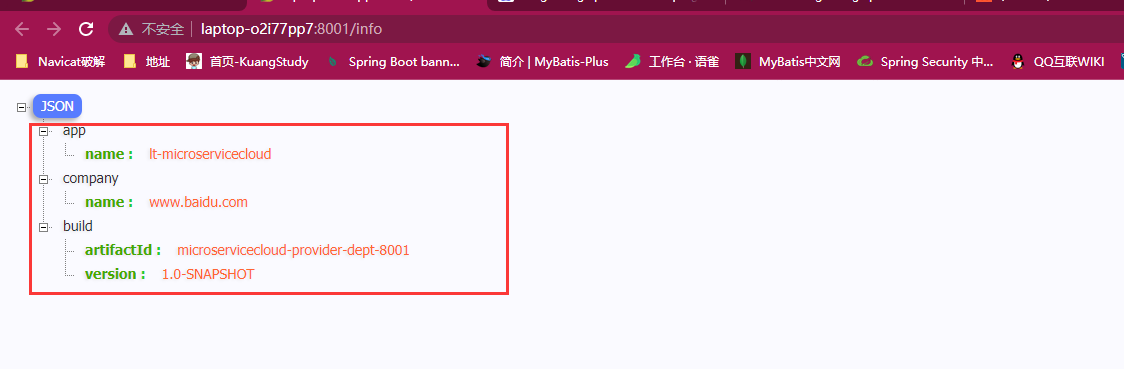 不安全 laptop-o2i77pp7:8001/info
Navicat破解 地址 首页-KuangStudy Spring Boot bann... 简介 | MyBatis-Plus 工作台 · 语雀 MyBatis中文网 Spring Security 中... QQ互联WIKI
JSON
app
name : lt-microservicecloud
company
name : www.baidu.com
build
artifactId : microservicecloud-provider-dept-8001
version : 1.0-SNAPSHOT